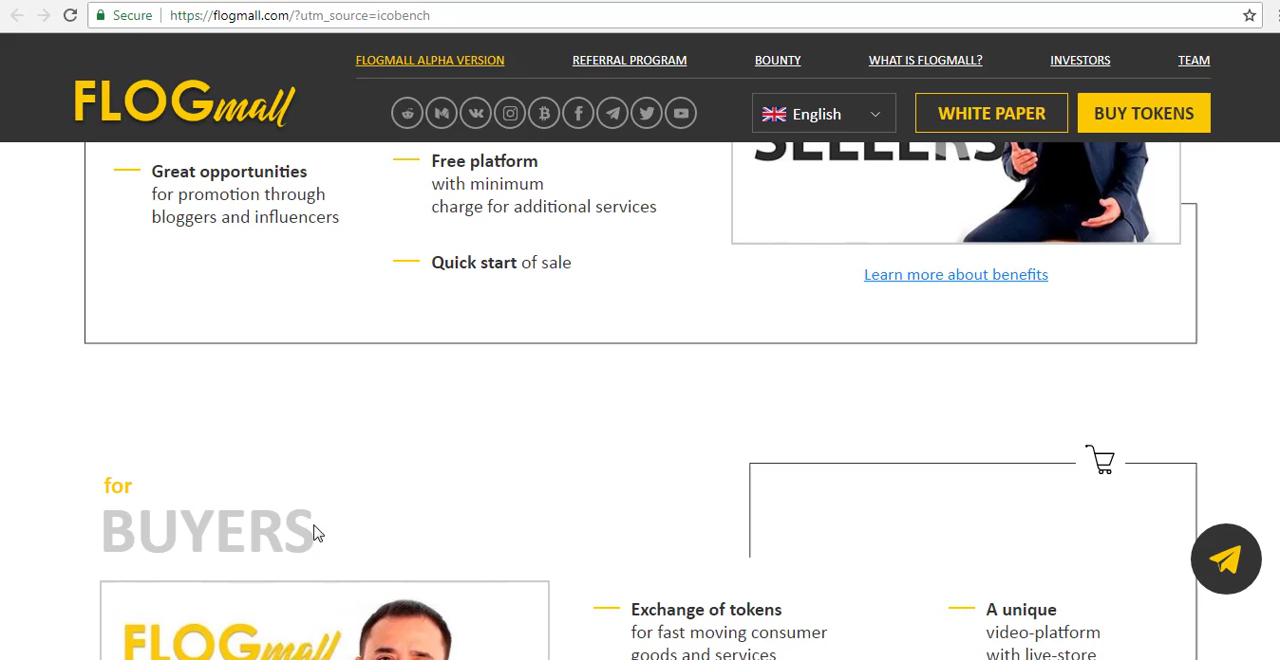 Secure | https://flogmall.com/?utm_source=icobench
FLOGMALL ALPHA VERSION REFERRAL PROGRAM BOUNTY WHAT IS FLOGMALL? INVESTORS TEAM
FLOGmall
English WHITE PAPER BUY TOKENS
SELLERS
Great opportunities
for promotion through
bloggers and influencers
Free platform
with minimum
charge for additional services
Quick start of sale
Learn more about benefits
for
BUYERS
FLOGmall
Exchange of tokens
for fast moving consumer
goods and services
A unique
video-platform
with live-store